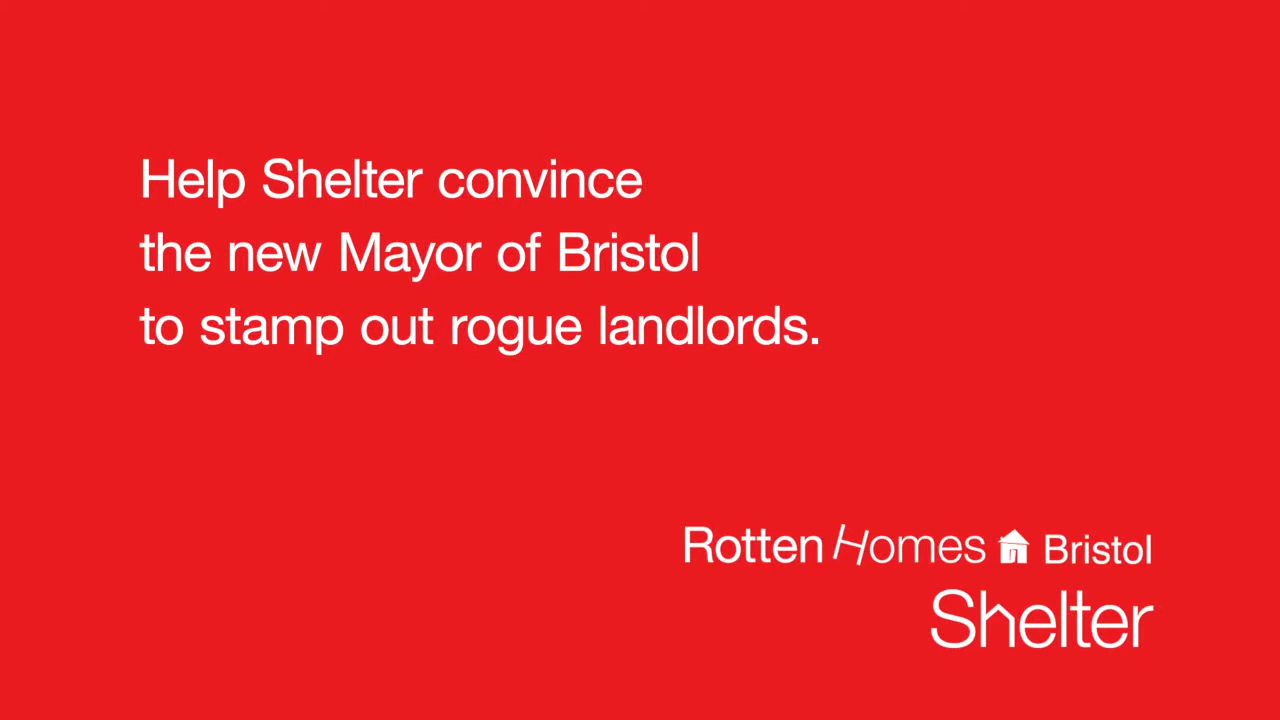 Help Shelter convince
the new Mayor of Bristol
to stamp out rogue landlords.
Rotten Homes Bristol
Shelter